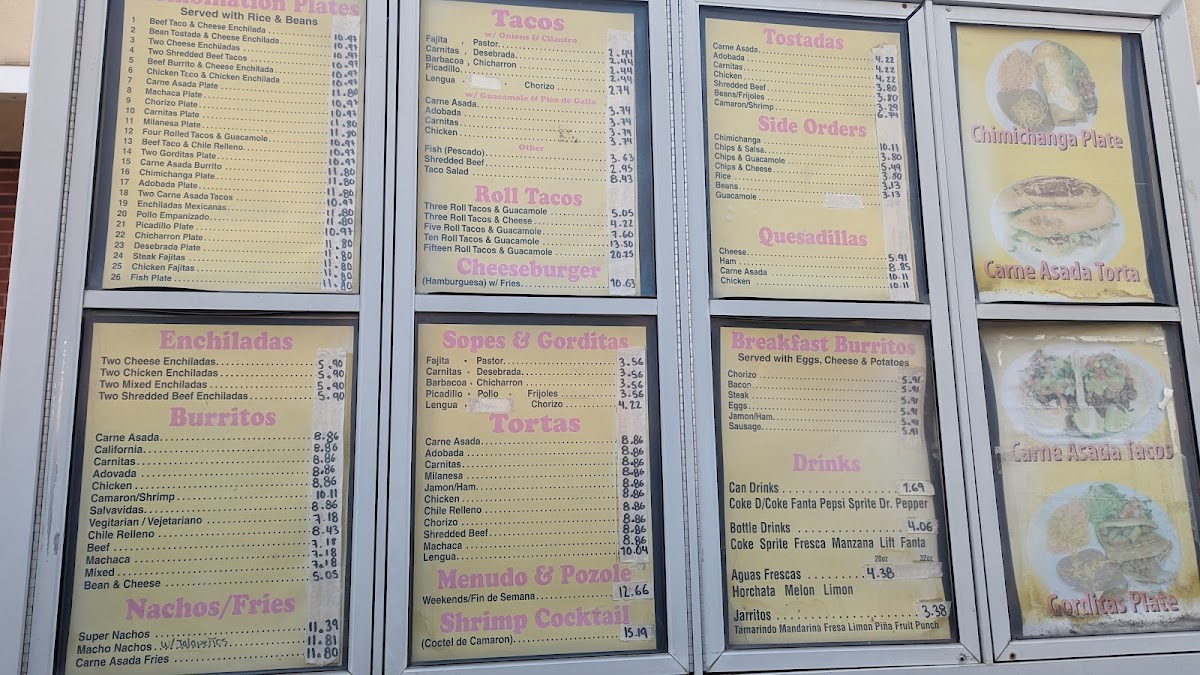 Combination Plates
Served with Rice & Beans
1 Beef Taco & Cheese Enchilada 10.97
2 Bean Tostada & Cheese Enchilada 10.97
3 Two Cheese Enchiladas 10.97
4 Two Shredded Beef Tacos 10.97
5 Beef Burrito & Cheese Enchilada 10.97
6 Chicken Taco & Chicken Enchilada 10.97
7 Carne Asada Plate 11.80
8 Machaca Plate 10.97
9 Chorizo Plate 10.97
10 Carnitas Plate 11.80
11 Milanesa Plate 11.80
12 Four Rolled Tacos & Guacamole 10.97
13 Beef Taco & Chile Relleno 10.97
14 Two Gorditas Plate 10.97
15 Carne Asada Burrito 11.80
16 Chimichanga Plate 11.80
17 Adobada Plate 11.80
18 Two Carne Asada Tacos 10.97
19 Enchiladas Mexicanas 11.80
20 Pollo Empanizado 11.80
21 Picadillo Plate 10.97
22 Chicharron Plate 11.80
23 Desebrada Plate 11.80
24 Steak Fajitas 11.80
25 Chicken Fajitas 11.80
26 Fish Plate 11.80
Tacos
w/ Onions & Cilantro
Fajita • Pastor 2.44
Carnitas • Desebrada 2.44
Barbacoa • Chicharron 2.44
Picadillo 2.44
Lengua • Chorizo 2.74
w/ Guacamole & Pico de Gallo
Carne Asada 3.74
Adobada 3.74
Carnitas 3.74
Chicken 3.74
Other
Fish (Pescado) 3.63
Shredded Beef 2.95
Taco Salad 8.43
Roll Tacos
Three Roll Tacos & Guacamole 5.05
Three Roll Tacos & Cheese 4.22
Five Roll Tacos & Guacamole 7.60
Ten Roll Tacos & Guacamole 13.50
Fifteen Roll Tacos & Guacamole 20.25
Cheeseburger
(Hamburguesa) w/ Fries 10.63
Tostadas
Carne Asada 4.22
Adobada 4.22
Carnitas 4.22
Chicken 4.22
Shredded Beef 3.80
Beans/Frijoles 3.29
Camaron/Shrimp 6.74
Side Orders
Chimichanga 10.11
Chips & Salsa 3.80
Chips & Guacamole 5.49
Chips & Cheese 3.80
Rice 3.13
Beans 3.13
Guacamole
Quesadillas
Cheese 5.91
Ham 8.85
Carne Asada 10.11
Chicken 10.11
Chimichanga Plate
Carne Asada Torta
Enchiladas
Two Cheese Enchiladas 5.90
Two Chicken Enchiladas 5.90
Two Mixed Enchiladas 5.90
Two Shredded Beef Enchiladas 5.90
Burritos
Carne Asada 8.86
California 8.86
Carnitas 8.86
Adovada 8.86
Chicken 8.86
Camaron/Shrimp 10.11
Salvavidas 8.86
Vegitarian / Vejetariano 7.18
Chile Relleno 8.43
Beef 7.18
Machaca 7.18
Mixed 7.18
Bean & Cheese 5.05
Nachos/Fries
Super Nachos 11.39
Macho Nachos w/ Jalapeños 11.81
Carne Asada Fries 11.80
Sopes & Gorditas
Fajita • Pastor 3.56
Carnitas • Desebrada 3.56
Barbacoa • Chicharron 3.56
Picadillo • Pollo Frijoles 3.56
Lengua • Chorizo 4.22
Tortas
Carne Asada 8.86
Adobada 8.86
Carnitas 8.86
Milanesa 8.86
Jamon/Ham 8.86
Chicken 8.86
Chile Relleno 8.86
Chorizo 8.86
Shredded Beef 8.86
Machaca 8.86
Lengua 10.04
Menudo & Pozole
Weekends/Fin de Semana 12.66
Shrimp Cocktail
(Coctel de Camaron) 15.19
Breakfast Burritos
Served with Eggs, Cheese & Potatoes
Chorizo 5.91
Bacon 5.91
Steak 5.91
Eggs 5.91
Jamon/Ham 5.91
Sausage 5.91
Drinks
Can Drinks 1.69
Coke D/Coke Fanta Pepsi Sprite Dr. Pepper
Bottle Drinks 4.06
Coke Sprite Fresca Manzana Lift Fanta
20oz 32oz
Aguas Frescas 4.38
Horchata Melon Limon
Jarritos 3.38
Tamarindo Mandarina Fresa Limon Piña Fruit Punch
Carne Asada Tacos
Gorditas Plate